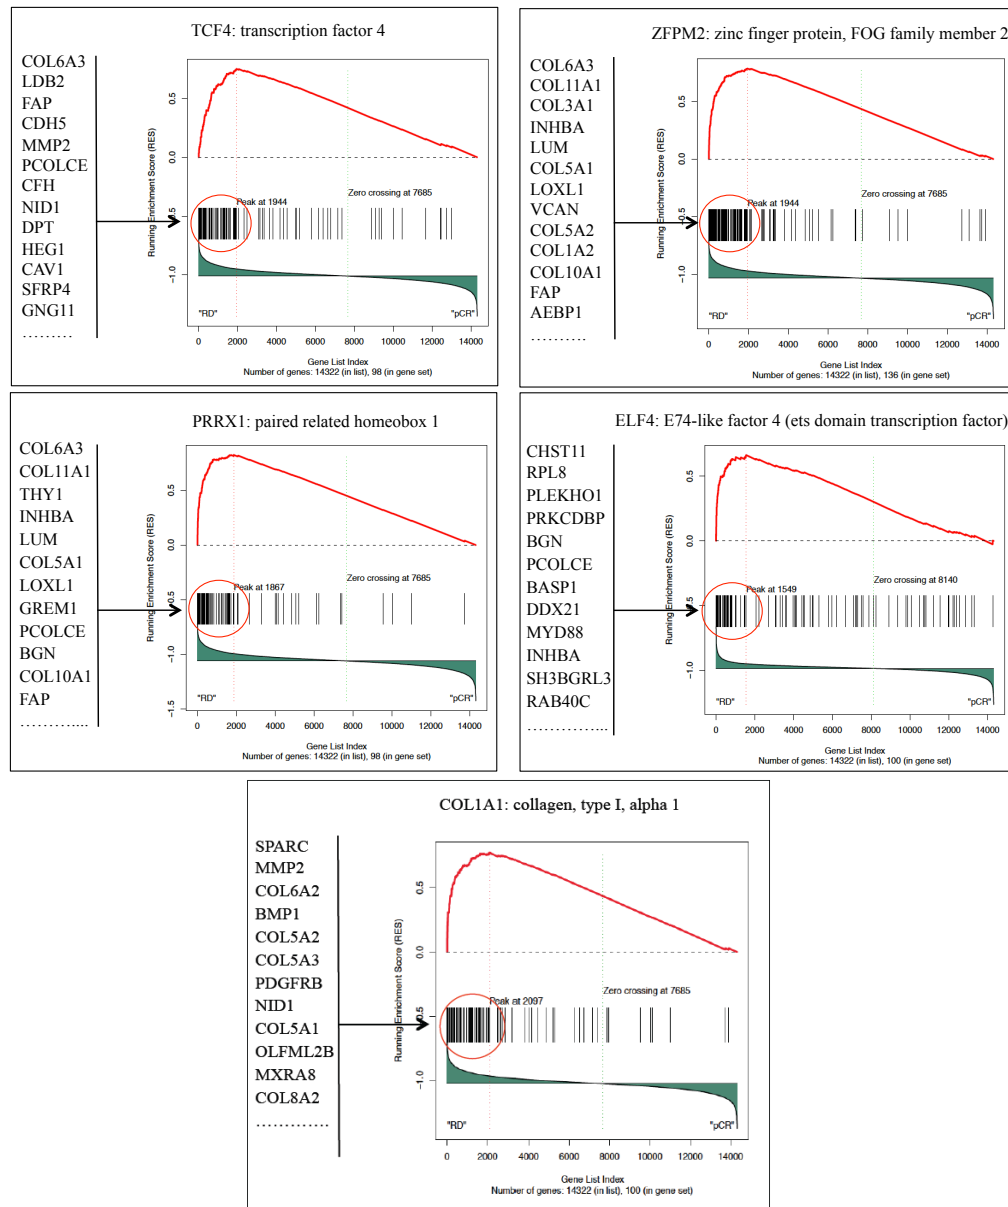 TCF4: transcription factor 4
COL6A3
LDB2
FAP
CDH5
MMP2
PCOLCE
CFH
NID1
DPT
HEG1
CAV1
SFRP4
GNG11
………
Running Enrichment Score (RES)
0.5
0.0
−0.5
−1.0
Peak at 1944
Zero crossing at 7685
"RD"
"pCR"
0 2000 4000 6000 8000 10000 12000 14000
Gene List Index
Number of genes: 14322 (in list), 98 (in gene set)
ZFPM2: zinc finger protein, FOG family member 2
COL6A3
COL11A1
COL3A1
INHBA
LUM
COL5A1
LOXL1
VCAN
COL5A2
COL1A2
COL10A1
FAP
AEBP1
……….
Running Enrichment Score (RES)
0.5
0.0
−0.5
−1.0
Peak at 1944
Zero crossing at 7685
"RD"
"pCR"
0 2000 4000 6000 8000 10000 12000 14000
Gene List Index
Number of genes: 14322 (in list), 136 (in gene set)
PRRX1: paired related homeobox 1
COL6A3
COL11A1
THY1
INHBA
LUM
COL5A1
LOXL1
GREM1
PCOLCE
BGN
COL10A1
FAP
…………...
Running Enrichment Score (RES)
0.5
0.0
−0.5
−1.0
−1.5
Peak at 1867
Zero crossing at 7685
"RD"
"pCR"
0 2000 4000 6000 8000 10000 12000 14000
Gene List Index
Number of genes: 14322 (in list), 98 (in gene set)
ELF4: E74-like factor 4 (ets domain transcription factor)
CHST11
RPL8
PLEKHO1
PRKCDBP
BGN
PCOLCE
BASP1
DDX21
MYD88
INHBA
SH3BGRL3
RAB40C
…………...
Running Enrichment Score (RES)
0.5
0.0
−0.5
−1.0
Peak at 1549
Zero crossing at 8140
"RD"
"pCR"
0 2000 4000 6000 8000 10000 12000 14000
Gene List Index
Number of genes: 14322 (in list), 100 (in gene set)
COL1A1: collagen, type I, alpha 1
SPARC
MMP2
COL6A2
BMP1
COL5A2
COL5A3
PDGFRB
NID1
COL5A1
OLFML2B
MXRA8
COL8A2
………….
Running Enrichment Score (RES)
0.5
0.0
−0.5
−1.0
Peak at 2097
Zero crossing at 7685
"RD"
"pCR"
0 2000 4000 6000 8000 10000 12000 14000
Gene List Index
Number of genes: 14322 (in list), 100 (in gene set)